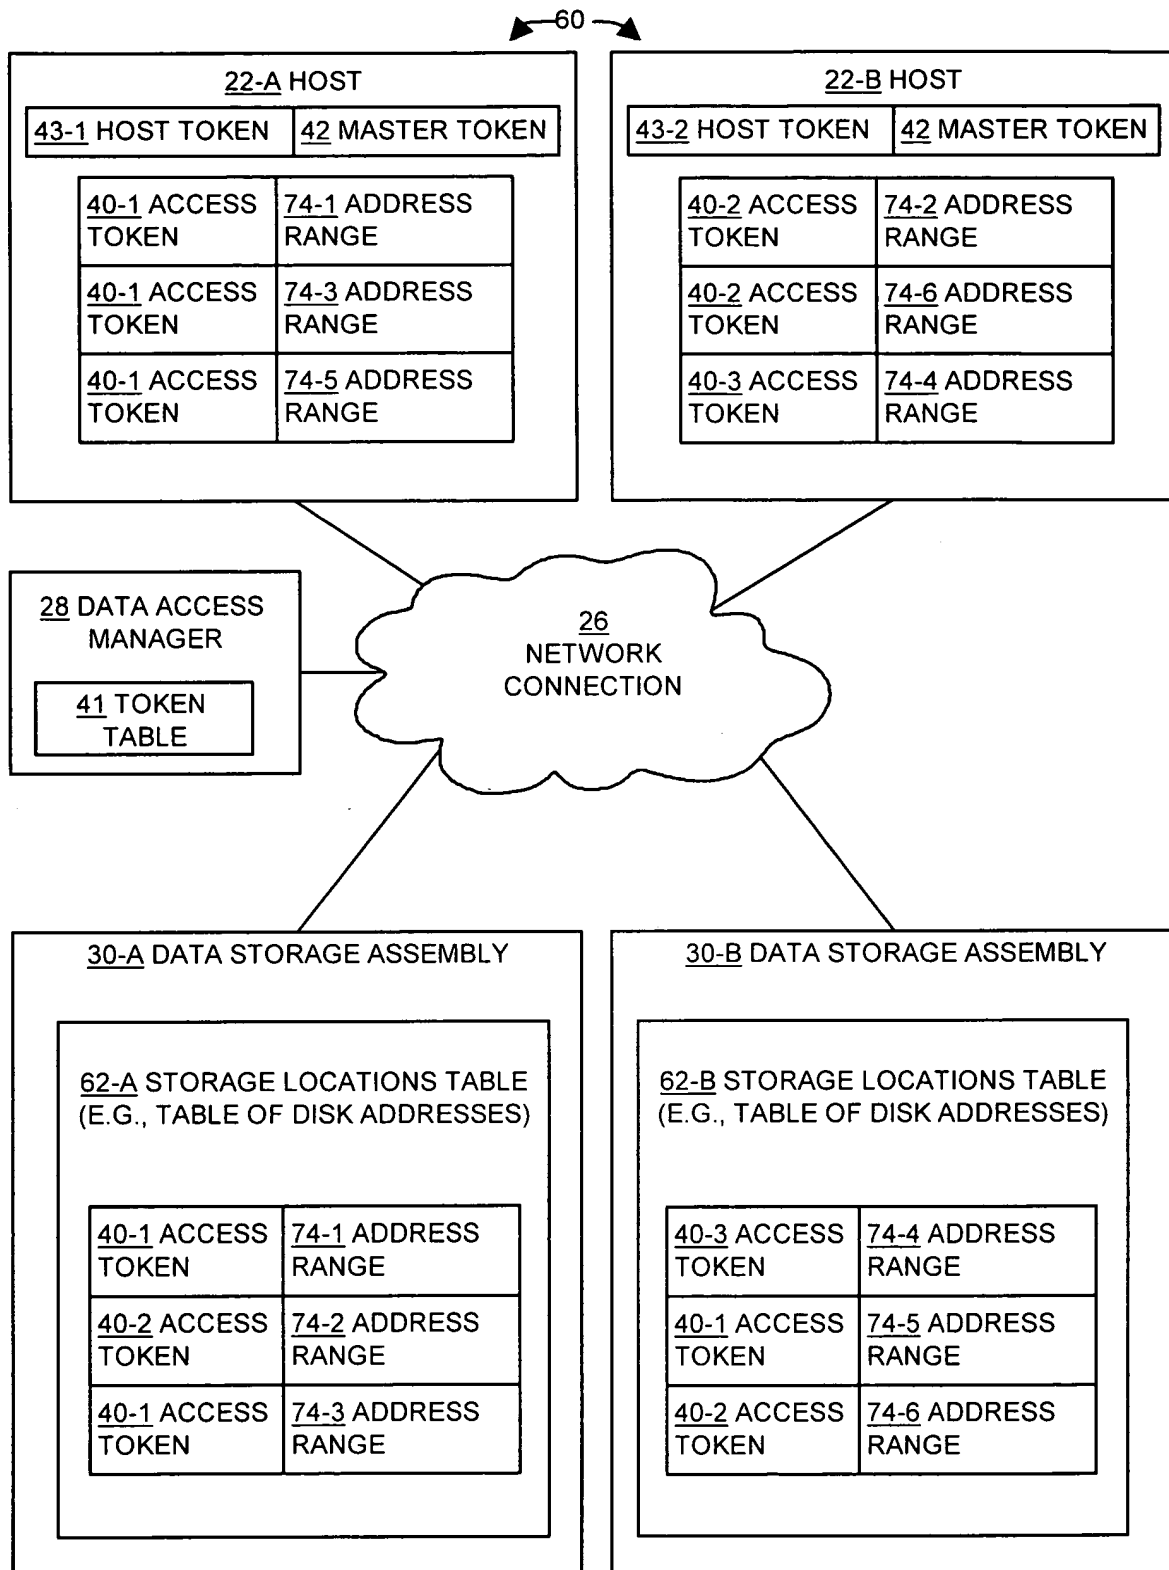 60
22-A HOST
43-1 HOST TOKEN
42 MASTER TOKEN
40-1 ACCESS
TOKEN
74-1 ADDRESS
RANGE
40-1 ACCESS
TOKEN
74-3 ADDRESS
RANGE
40-1 ACCESS
TOKEN
74-5 ADDRESS
RANGE
22-B HOST
43-2 HOST TOKEN
42 MASTER TOKEN
40-2 ACCESS
TOKEN
74-2 ADDRESS
RANGE
40-2 ACCESS
TOKEN
74-6 ADDRESS
RANGE
40-3 ACCESS
TOKEN
74-4 ADDRESS
RANGE
28 DATA ACCESS
MANAGER
41 TOKEN
TABLE
26
NETWORK
CONNECTION
30-A DATA STORAGE ASSEMBLY
62-A STORAGE LOCATIONS TABLE
(E.G., TABLE OF DISK ADDRESSES)
40-1 ACCESS
TOKEN
74-1 ADDRESS
RANGE
40-2 ACCESS
TOKEN
74-2 ADDRESS
RANGE
40-1 ACCESS
TOKEN
74-3 ADDRESS
RANGE
30-B DATA STORAGE ASSEMBLY
62-B STORAGE LOCATIONS TABLE
(E.G., TABLE OF DISK ADDRESSES)
40-3 ACCESS
TOKEN
74-4 ADDRESS
RANGE
40-1 ACCESS
TOKEN
74-5 ADDRESS
RANGE
40-2 ACCESS
TOKEN
74-6 ADDRESS
RANGE